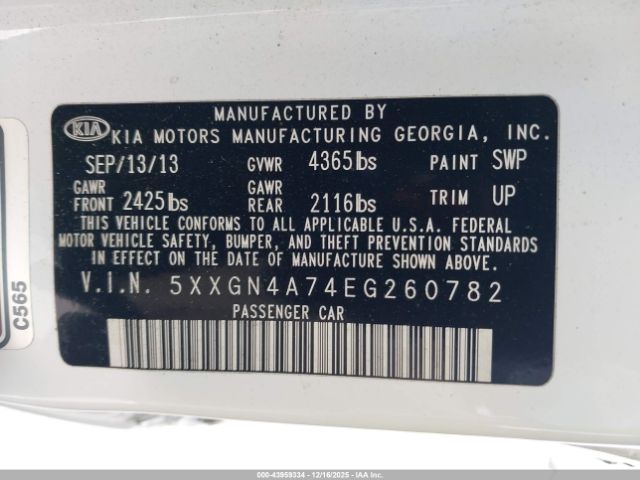 MANUFACTURED BY
KIA KIA MOTORS MANUFACTURING GEORGIA, INC.
SEP/13/13 GVWR 4365lbs PAINT SWP
GAWR FRONT 2425lbs GAWR REAR 2116lbs TRIM UP
THIS VEHICLE CONFORMS TO ALL APPLICABLE U.S.A. FEDERAL
MOTOR VEHICLE SAFETY, BUMPER, AND THEFT PREVENTION STANDARDS
IN EFFECT ON THE DATE OF MANUFACTURE SHOWN ABOVE.
V.I.N. 5XXGN4A74EG260782
PASSENGER CAR
C565
000-43959334 - 12/16/2025 - IAAI.CA